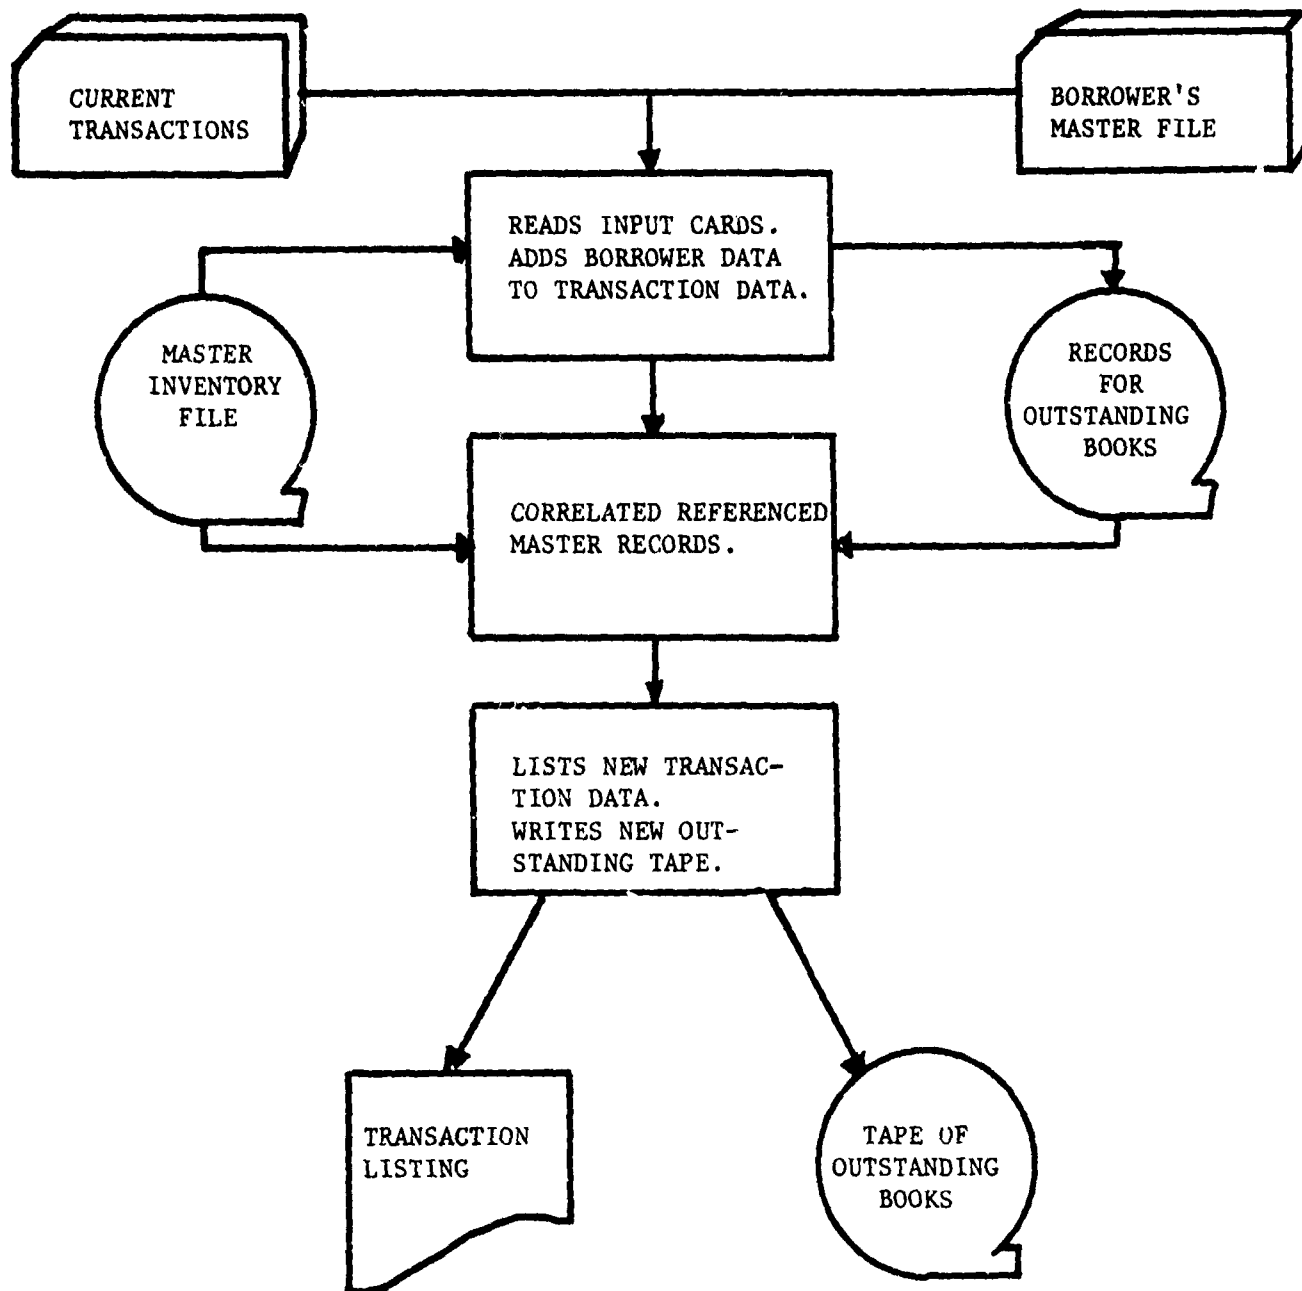 CURRENT
TRANSACTIONS
BORROWER'S
MASTER FILE
READS INPUT CARDS.
ADDS BORROWER DATA
TO TRANSACTION DATA.
MASTER
INVENTORY
FILE
RECORDS
FOR
OUTSTANDING
BOOKS
CORRELATED REFERENCED
MASTER RECORDS.
LISTS NEW TRANSAC-
TION DATA.
WRITES NEW OUT-
STANDING TAPE.
TRANSACTION
LISTING
TAPE OF
OUTSTANDING
BOOKS